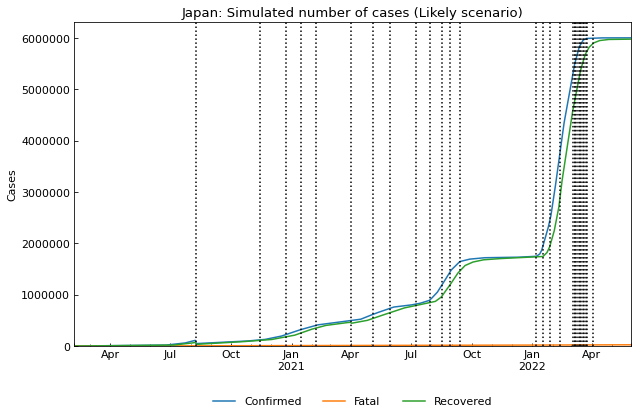 Japan: Simulated number of cases (Likely scenario)
6000000
5000000
4000000
3000000
2000000
1000000
0
Cases
Apr Jul Oct Jan Apr Jul Oct Jan Apr
2021 2022
Confirmed Fatal Recovered